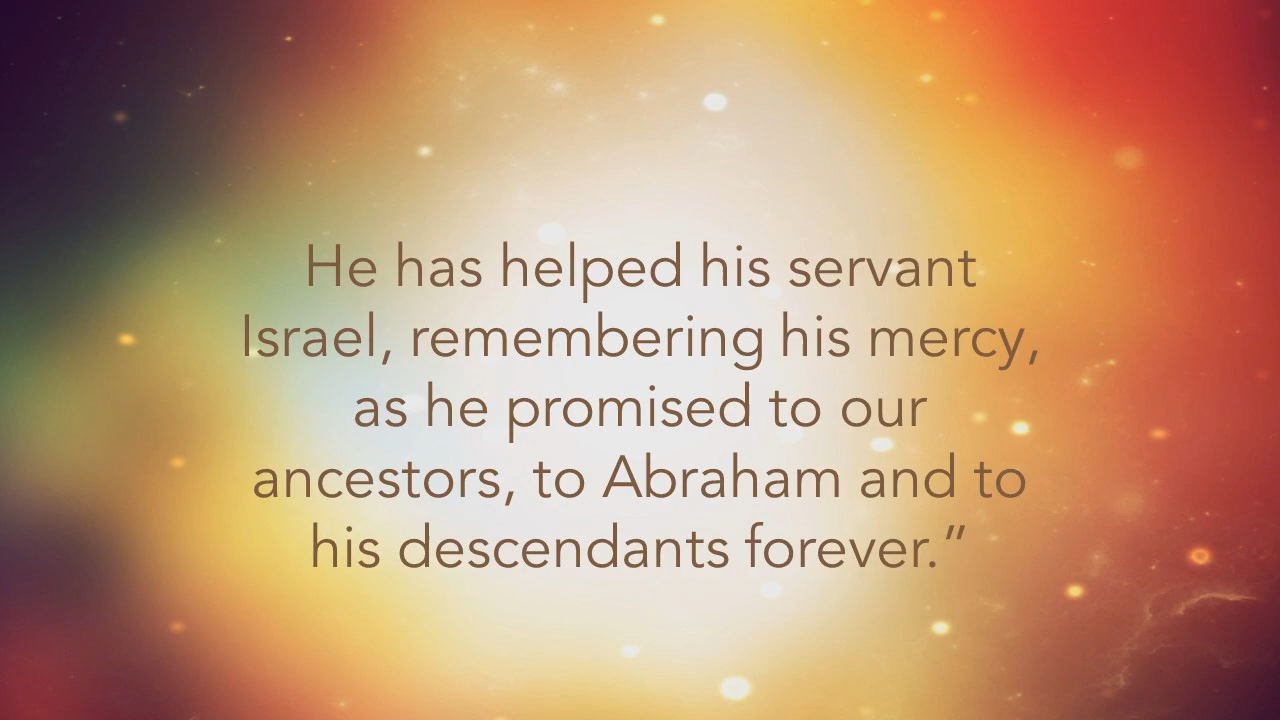 He has helped his servant
Israel, remembering his mercy,
as he promised to our
ancestors, to Abraham and to
his descendants forever.”